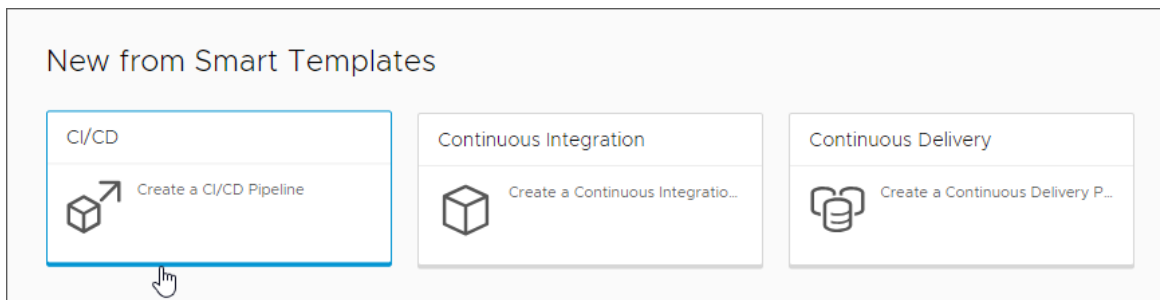 New from Smart Templates
CI/CD
Create a CI/CD Pipeline
Continuous Integration
Create a Continuous Integratio...
Continuous Delivery
Create a Continuous Delivery P...